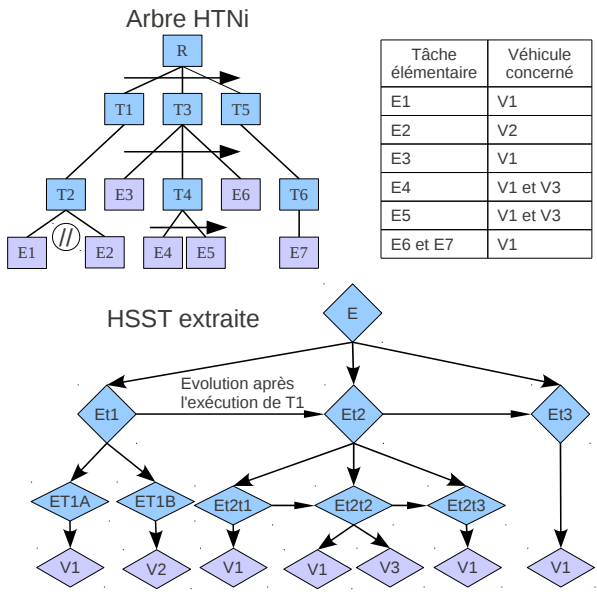 Arbre HTNi
R
T1
T3
T5
T2
E3
T4
E6
T6
//
E1
E2
E4
E5
E7
Tâche élémentaire
Véhicule concerné
E1
V1
E2
V2
E3
V1
E4
V1 et V3
E5
V1 et V3
E6 et E7
V1
HSST extraite
E
Evolution après
l'exécution de T1
Et1
Et2
Et3
ET1A
ET1B
Et2t1
Et2t2
Et2t3
V1
V2
V1
V1
V3
V1
V1